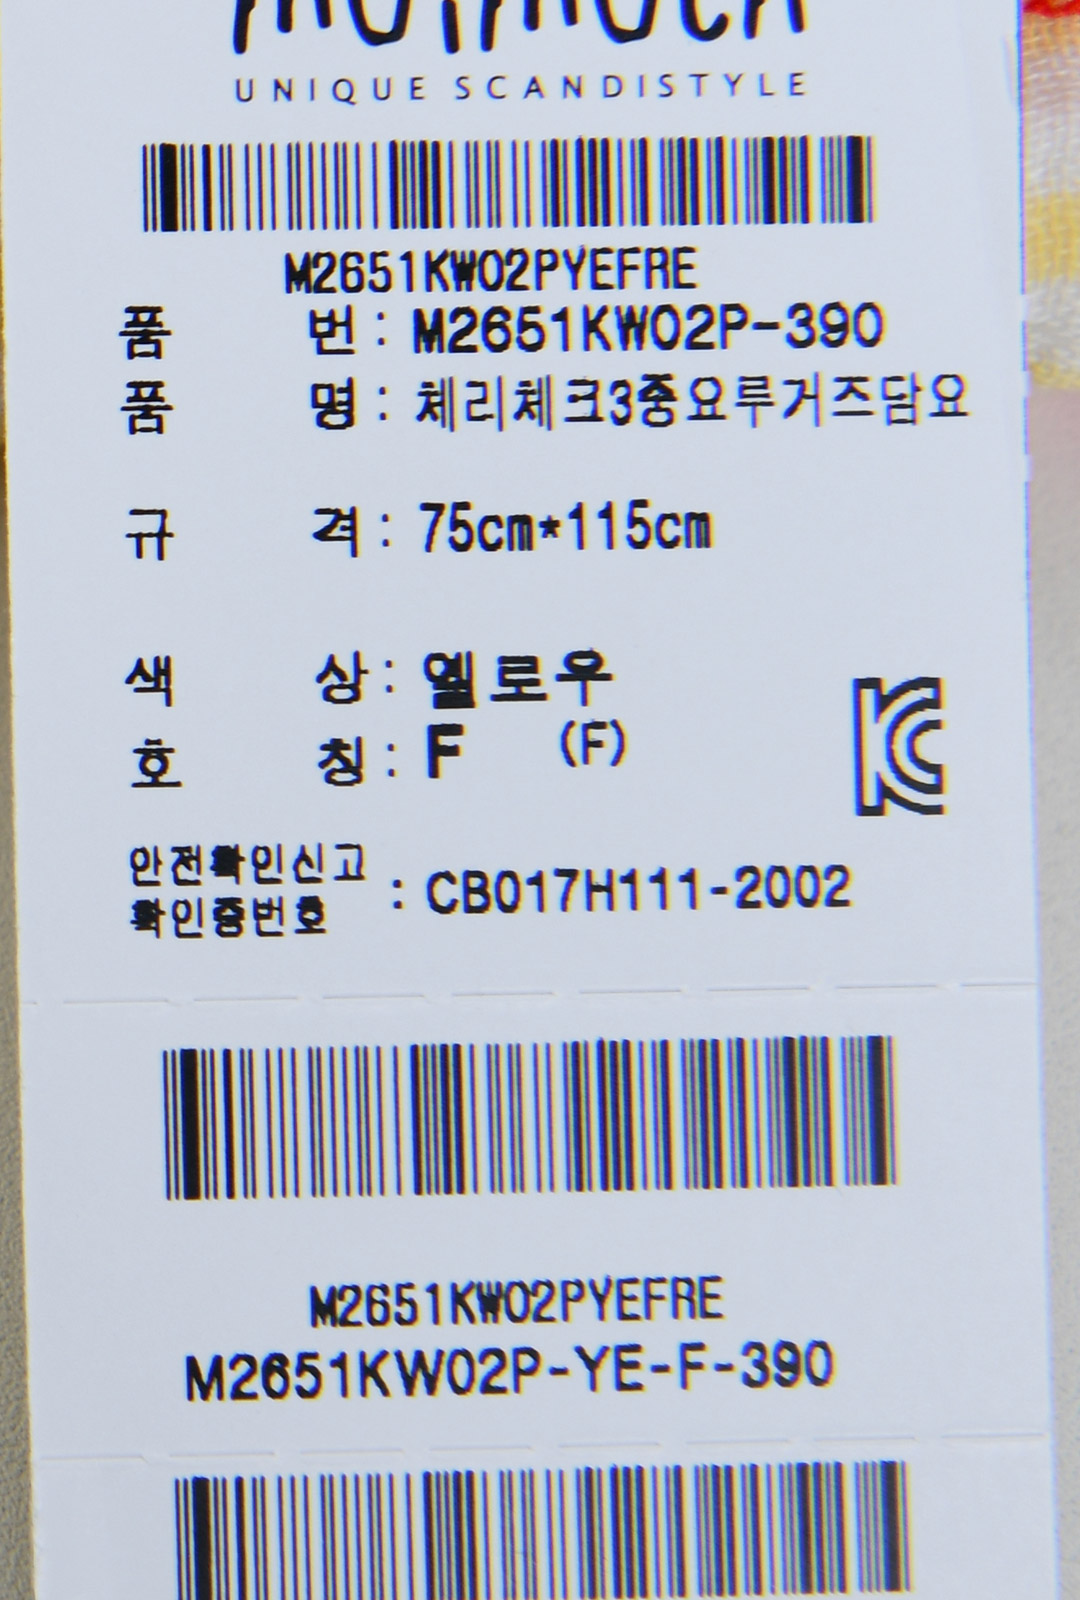 UNIQUE SCANDISTYLE
M2651KW02PYEFRE
품 번 : M2651KW02P-390
품 명 : 체리체크3중요루거즈담요
규 격 : 75cm*115cm
색 상 : 옐로우
호 칭 : F (F)
안전확인신고
확인증번호 : CB017H111-2002
M2651KW02PYEFRE
M2651KW02P-YE-F-390